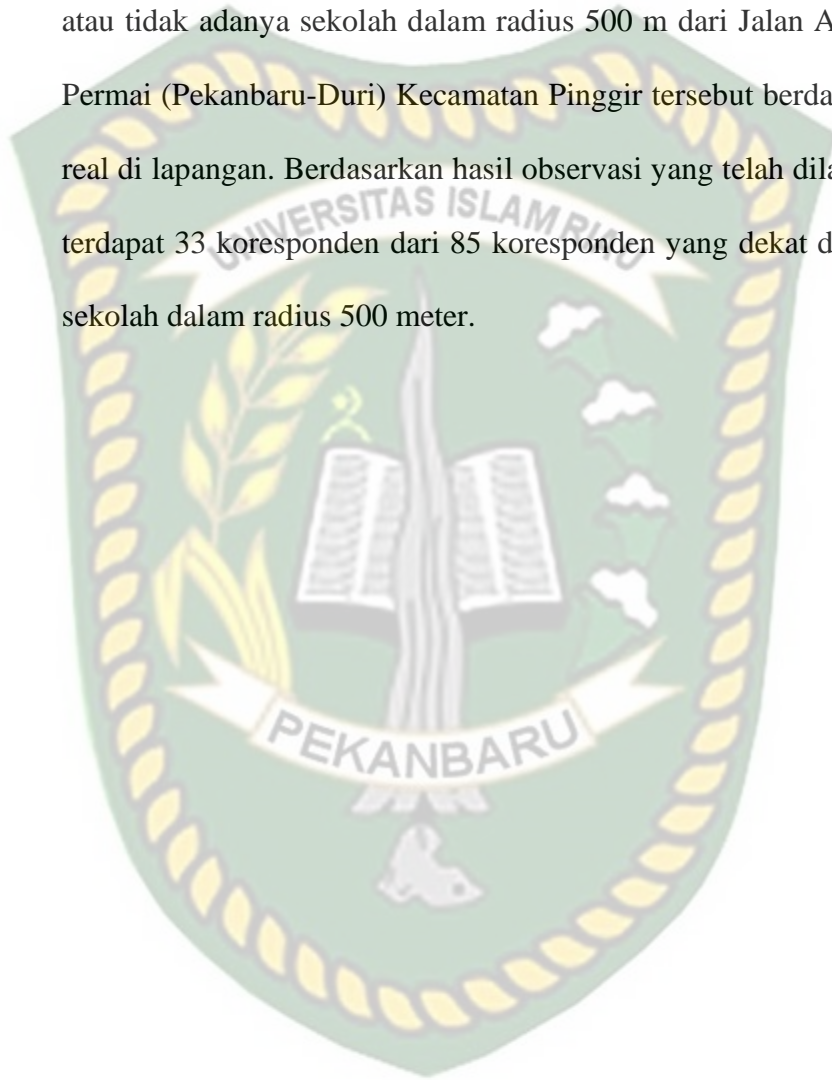 atau tidak adanya sekolah dalam radius 500 m dari Jalan A
Permai (Pekanbaru-Duri) Kecamatan Pinggir tersebut berda
real di lapangan. Berdasarkan hasil observasi yang telah dila
terdapat 33 koresponden dari 85 koresponden yang dekat d
sekolah dalam radius 500 meter.
UNIVERSITAS ISLAM RIAU
PEKANBARU